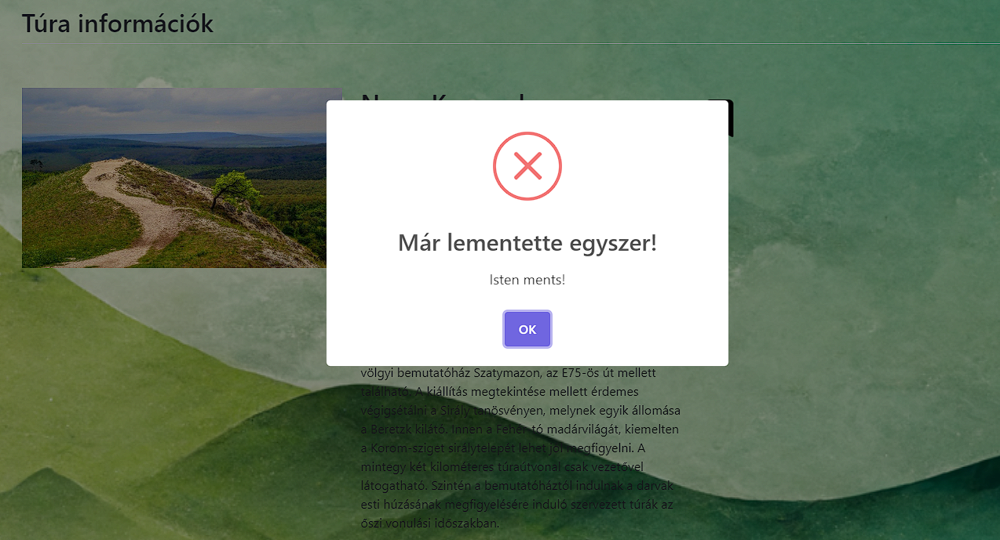 Túra információk
Már lementette egyszer!
Isten ments!
OK
völgyi bemutatóház Szatymazon, az E75-ös út mellett
található. A kiállítás megtekintése mellett érdemes
végigsétálni a Sirály tanösvényen, melynek egyik állomása
a Beretzk kilátó. Innen a Fehér-tó madárvilágát, kiemelten
a Korom-sziget sirálytelepét lehet jól megfigyelni. A
mintegy két kilométeres túraútvonal csak vezetővel
látogatható. Szintén a bemutatóháztól indulnak a darvak
esti húzásának megfigyelésére induló szervezett túrák az
őszi vonulási időszakban.